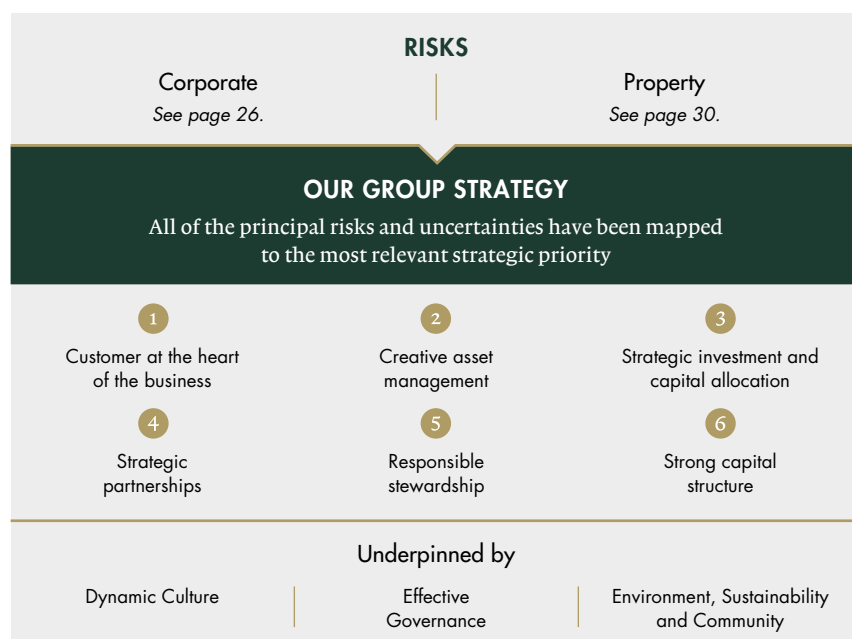 RISKS
Corporate
See page 26.
Property
See page 30.
OUR GROUP STRATEGY
All of the principal risks and uncertainties have been mapped
to the most relevant strategic priority
1
Customer at the heart
of the business
2
Creative asset
management
3
Strategic investment and
capital allocation
4
Strategic
partnerships
5
Responsible
stewardship
6
Strong capital
structure
Underpinned by
Dynamic Culture
Effective
Governance
Environment, Sustainability
and Community